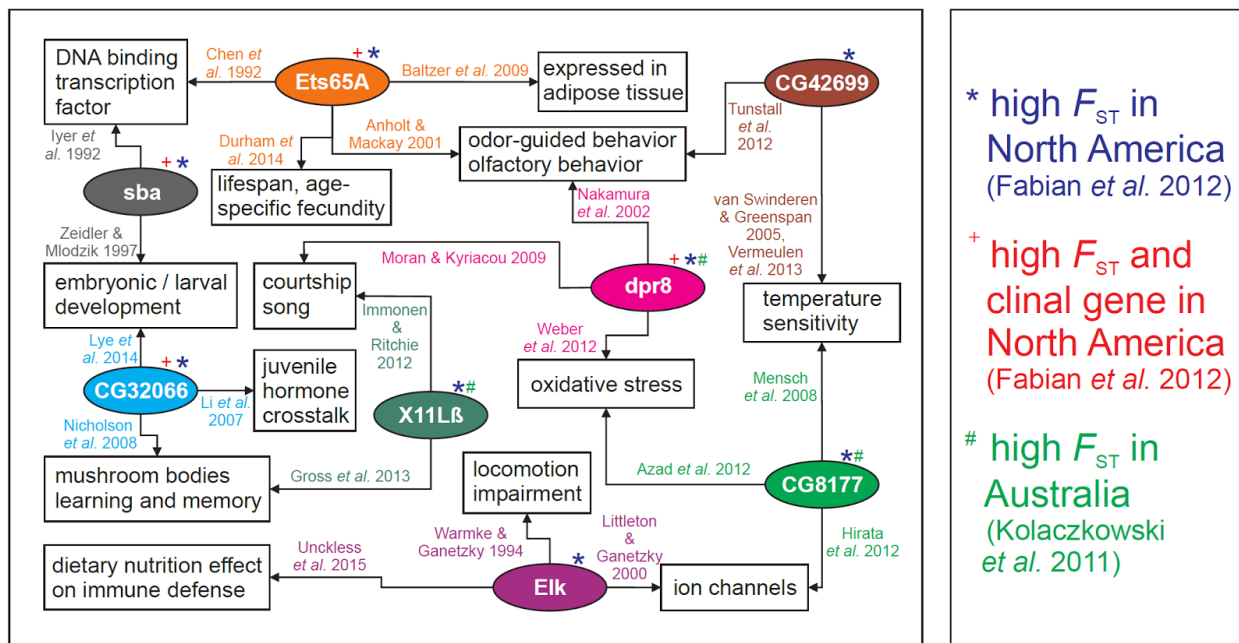 DNA binding
transcription
factor
Chen et
al. 1992
+ *
Ets65A
Baltzer et al. 2009
expressed in
adipose tissue
*
CG42699
Iyer et
al. 1992
Durham et
al. 2014
Anholt &
Mackay 2001
odor-guided behavior
olfactory behavior
Tunstall
et al.
2012
+ *
sba
lifespan, age-
specific fecundity
Nakamura
et al. 2002
van Swinderen
& Greenspan
2005,
Vermeulen
et al. 2013
Zeidler &
Mlodzik 1997
Moran & Kyriacou 2009
+ * #
dpr8
embryonic / larval
development
courtship
song
temperature
sensitivity
Lye et
al. 2014
Immonen
&
Ritchie
2012
Weber et
al. 2012
+ *
CG32066
Li et al.
2007
juvenile
hormone
crosstalk
* #
X11Lß
oxidative stress
Mensch et
al. 2008
Nicholson
et al. 2008
mushroom bodies
learning and memory
Gross et al. 2013
locomotion
impairment
Azad et al. 2012
* #
CG8177
dietary nutrition effect
on immune defense
Unckless
et al. 2015
Warmke &
Ganetzky 1994
Littleton
&
Ganetzky
2000
*
Elk
ion channels
Hirata
et al. 2012
* high FST in
North America
(Fabian et al. 2012)
+ high FST and
clinal gene in
North America
(Fabian et al. 2012)
# high FST in
Australia
(Kolaczkowski
et al. 2011)